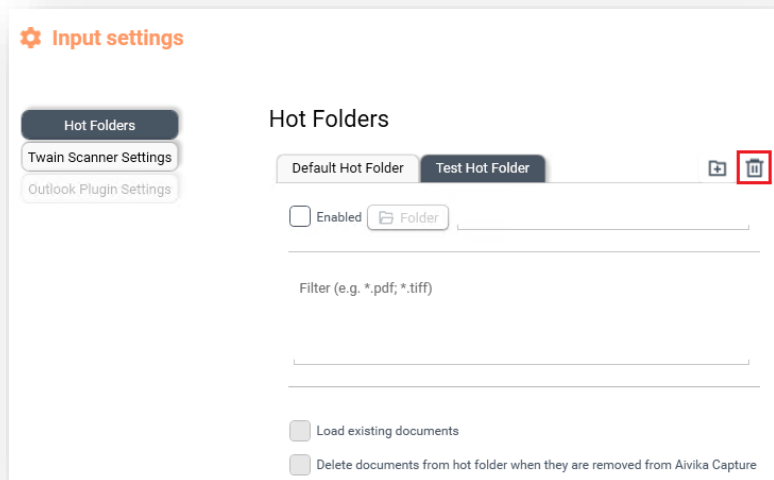 Input settings
Hot Folders
Twain Scanner Settings
Outlook Plugin Settings
Hot Folders
Default Hot Folder
Test Hot Folder
Enabled
Folder
Filter (e.g. *.pdf; *.tiff)
Load existing documents
Delete documents from hot folder when they are removed from Aivika Capture